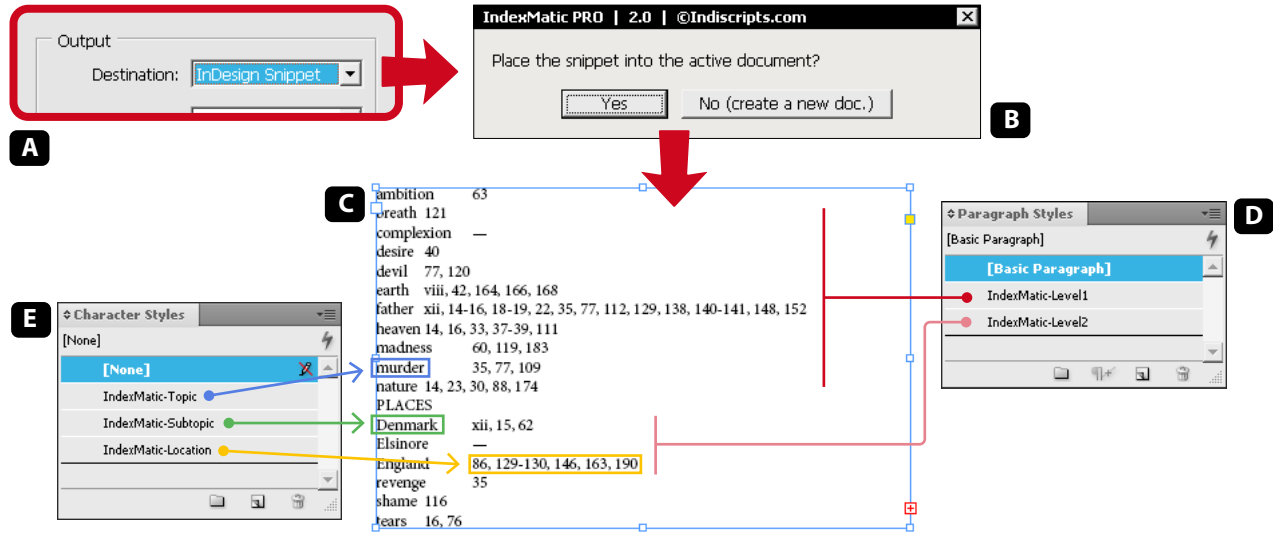 Output
Destination: InDesign Snippet
A
IndexMatic PRO | 2.0 | ©Indiscripts.com
Place the snippet into the active document?
Yes No (create a new doc.)
B
C
ambition 63
breath 121
complexion —
desire 40
devil 77, 120
earth viii, 42, 164, 166, 168
father xii, 14-16, 18-19, 22, 35, 77, 112, 129, 138, 140-141, 148, 152
heaven 14, 16, 33, 37-39, 111
madness 60, 119, 183
murder 35, 77, 109
nature 14, 23, 30, 88, 174
PLACES
Denmark xii, 15, 62
Elsinore —
England 86, 129-130, 146, 163, 190
revenge 35
shame 116
tears 16, 76
D
Paragraph Styles
[Basic Paragraph]
[Basic Paragraph]
IndexMatic-Level1
IndexMatic-Level2
E
Character Styles
[None]
[None]
IndexMatic-Topic
IndexMatic-Subtopic
IndexMatic-Location